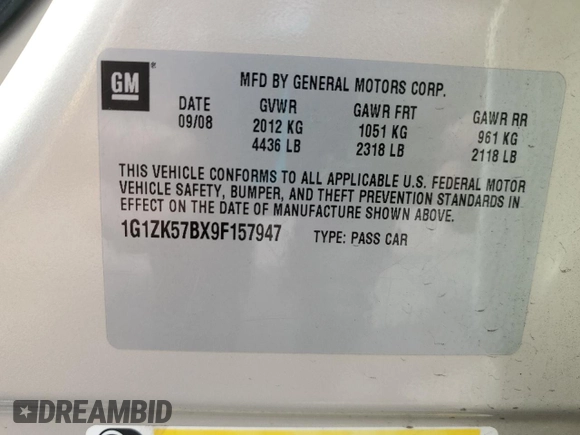 GM®
MFD BY GENERAL MOTORS CORP.
DATE GVWR GAWR FRT GAWR RR
09/08 2012 KG 1051 KG 961 KG
4436 LB 2318 LB 2118 LB
THIS VEHICLE CONFORMS TO ALL APPLICABLE U.S. FEDERAL MOTOR
VEHICLE SAFETY, BUMPER, AND THEFT PREVENTION STANDARDS IN
EFFECT ON THE DATE OF MANUFACTURE SHOWN ABOVE.
1G1ZK57BX9F157947 TYPE: PASS CAR
DREAMBID